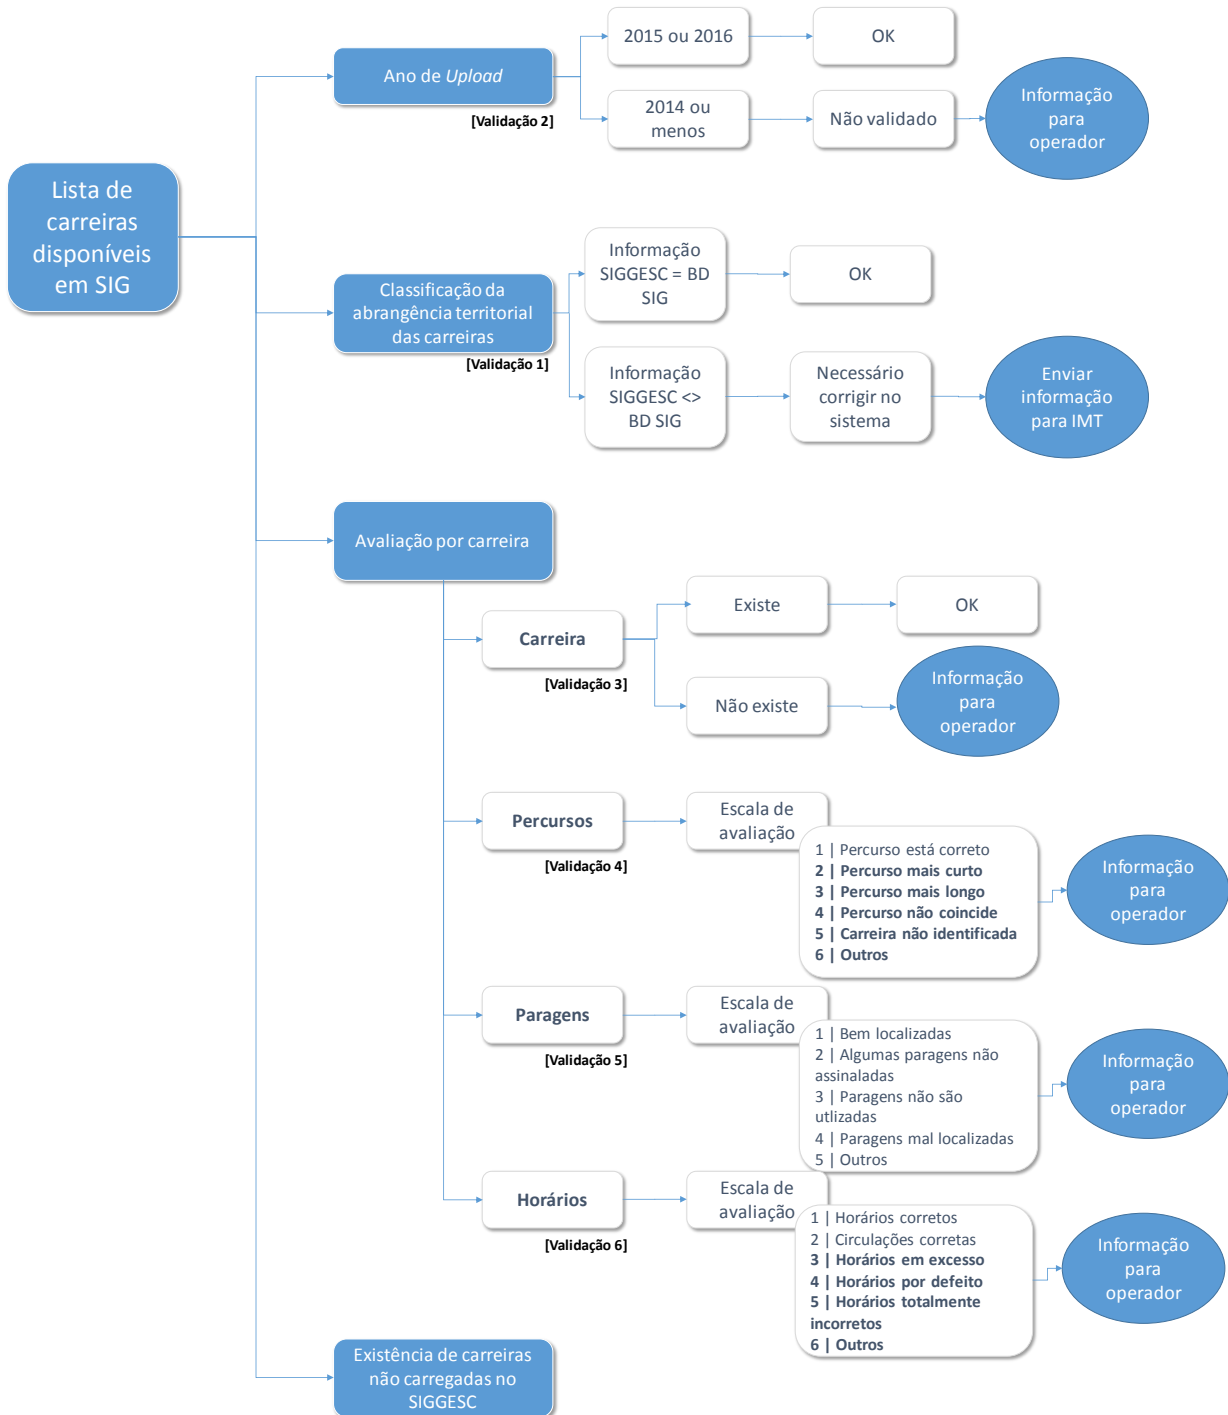 Lista de
carreiras
disponíveis
em SIG
Ano de Upload
[Validação 2]
2015 ou 2016
OK
2014 ou
menos
Não validado
Informação
para
operador
Classificação da
abrangência territorial
das carreiras
[Validação 1]
Informação
SIGGESC = BD
SIG
OK
Informação
SIGGESC <>
BD SIG
Necessário
corrigir no
sistema
Enviar
informação
para IMT
Avaliação por carreira
Carreira
[Validação 3]
Existe
OK
Não existe
Informação
para
operador
Percursos
[Validação 4]
Escala de
avaliação
1 | Percurso está correto
2 | Percurso mais curto
3 | Percurso mais longo
4 | Percurso não coincide
5 | Carreira não identificada
6 | Outros
Informação
para
operador
Paragens
[Validação 5]
Escala de
avaliação
1 | Bem localizadas
2 | Algumas paragens não
assinaladas
3 | Paragens não são
utlizadas
4 | Paragens mal localizadas
5 | Outros
Informação
para
operador
Horários
[Validação 6]
Escala de
avaliação
1 | Horários corretos
2 | Circulações corretas
3 | Horários em excesso
4 | Horários por defeito
5 | Horários totalmente
incorretos
6 | Outros
Informação
para
operador
Existência de carreiras
não carregadas no
SIGGESC